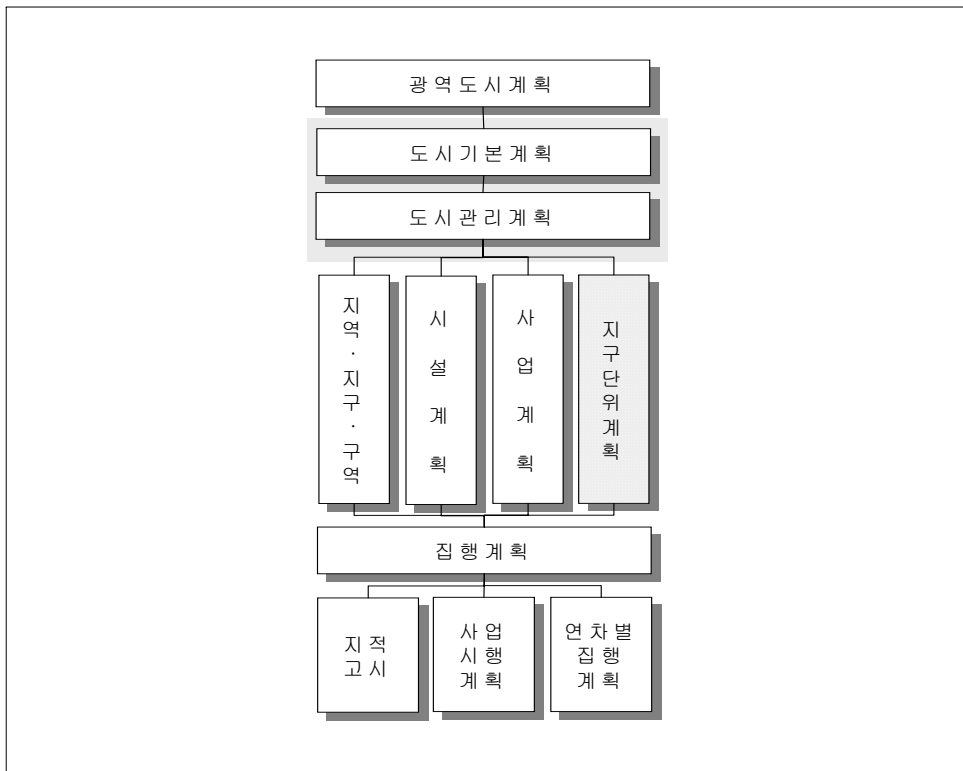 광역도시계획
도시기본계획
도시관리계획
지역·지구·구역
시설계획
사업계획
지구단위계획
집행계획
지적
고시
사업
시행
계획
연차별
집행
계획